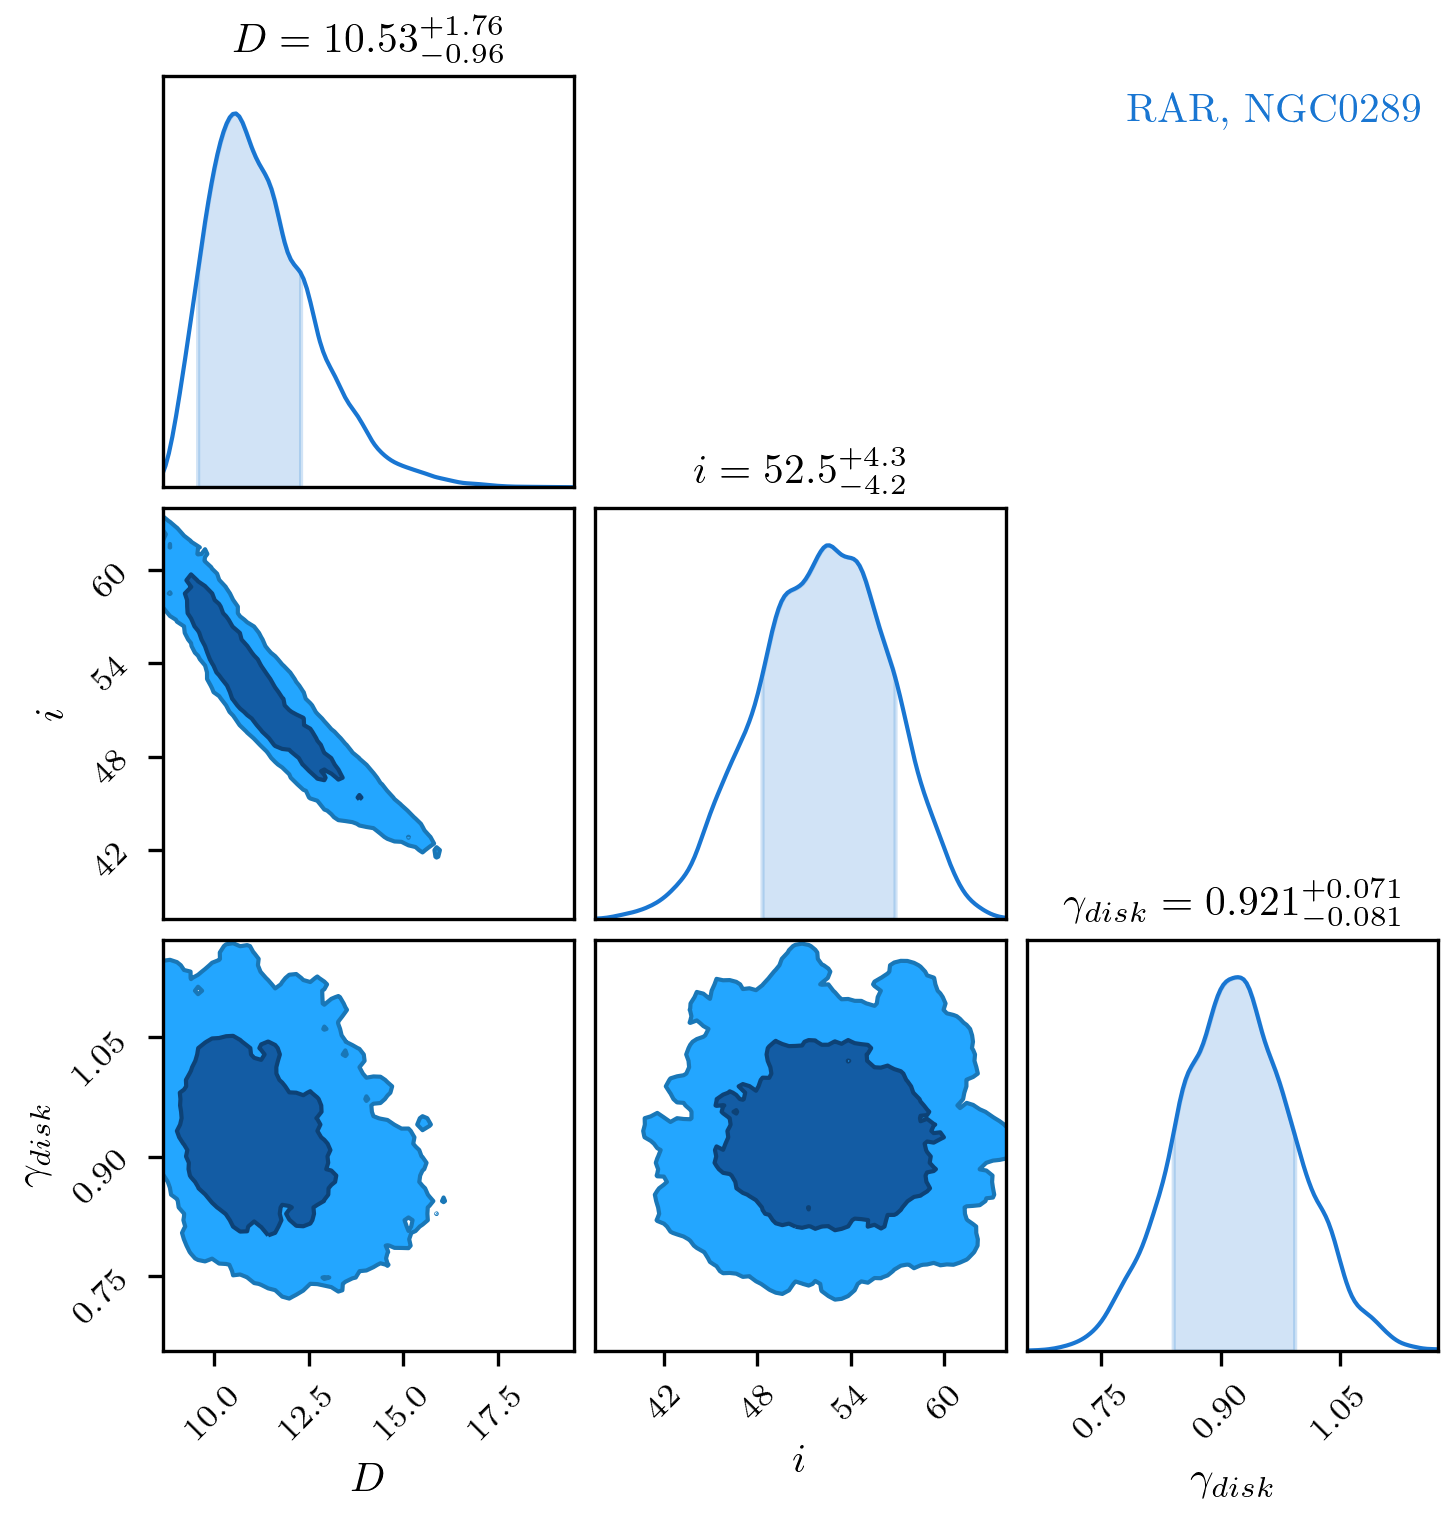 D = 10.53^{+1.76}_{-0.96}
RAR, NGC0289
i = 52.5^{+4.3}_{-4.2}
60
54
48
42
i
γ_{disk} = 0.921^{+0.071}_{-0.081}
1.05
0.90
0.75
γ_{disk}
10.0 12.5 15.0 17.5
42 48 54 60
0.75 0.90 1.05
D
i
γ_{disk}